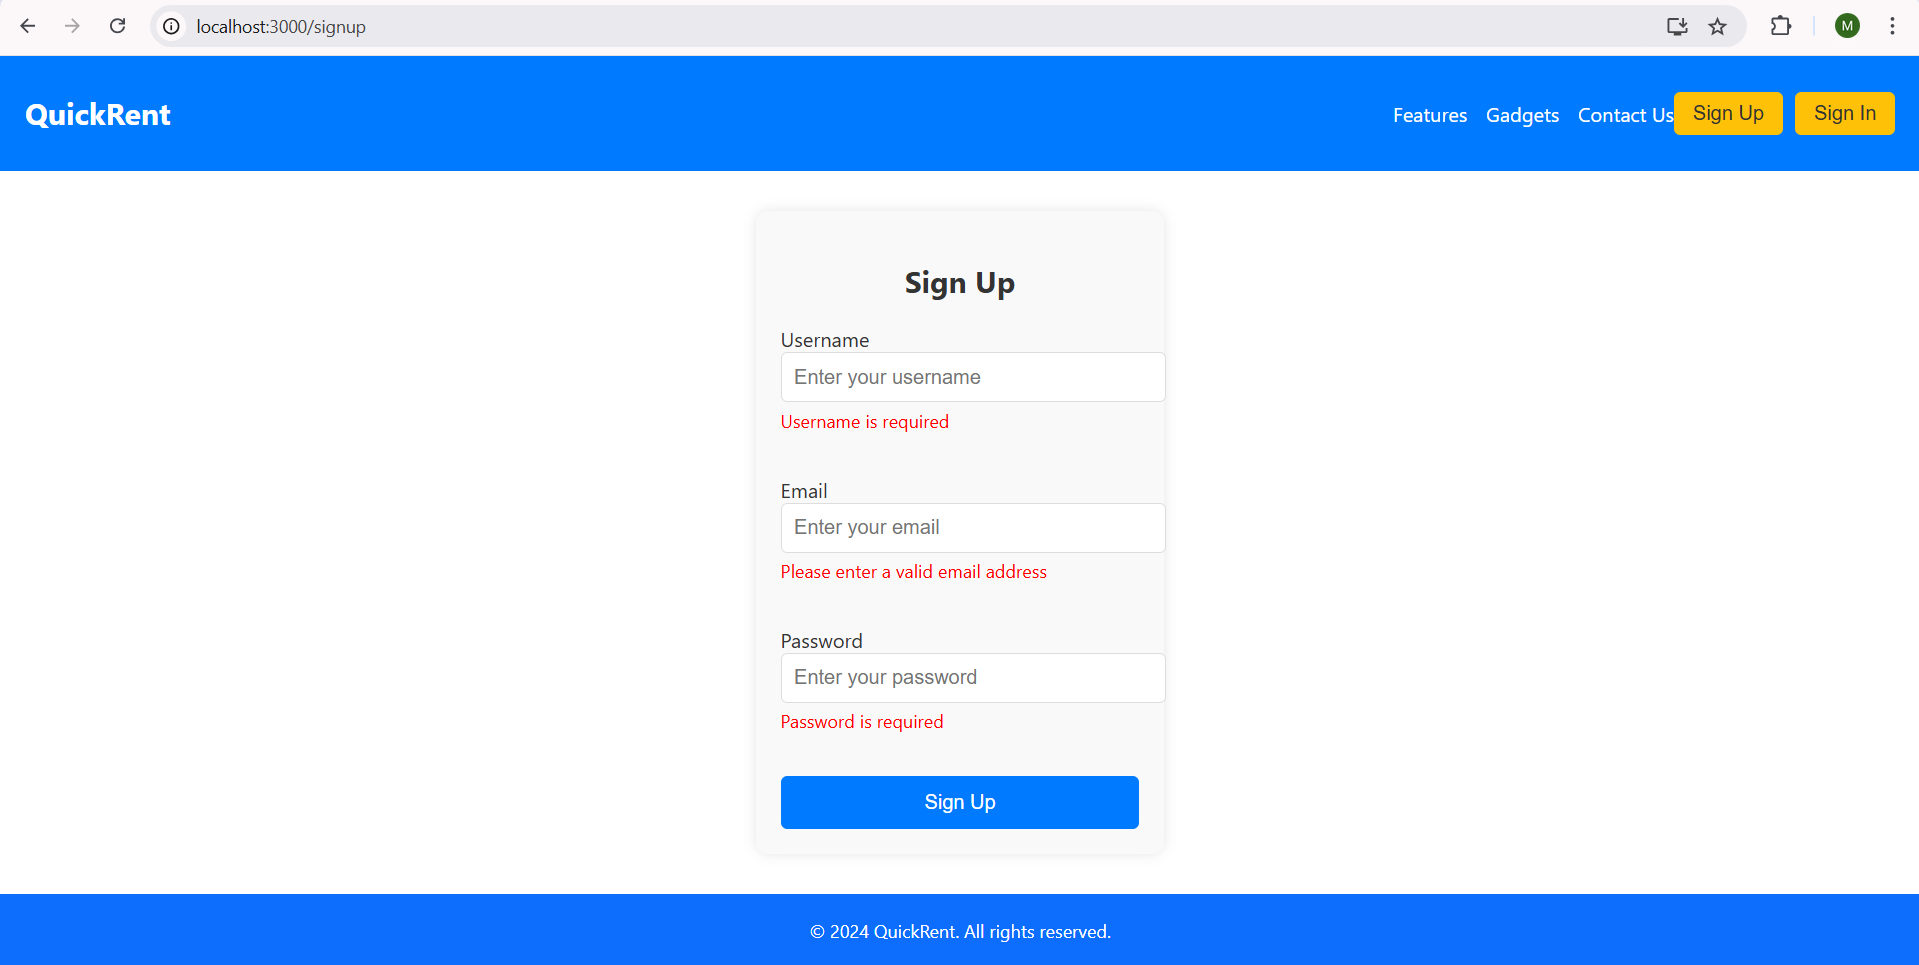 localhost:3000/signup
M
QuickRent
Features Gadgets Contact Us Sign Up Sign In
Sign Up
Username
Enter your username
Username is required
Email
Enter your email
Please enter a valid email address
Password
Enter your password
Password is required
Sign Up
© 2024 QuickRent. All rights reserved.